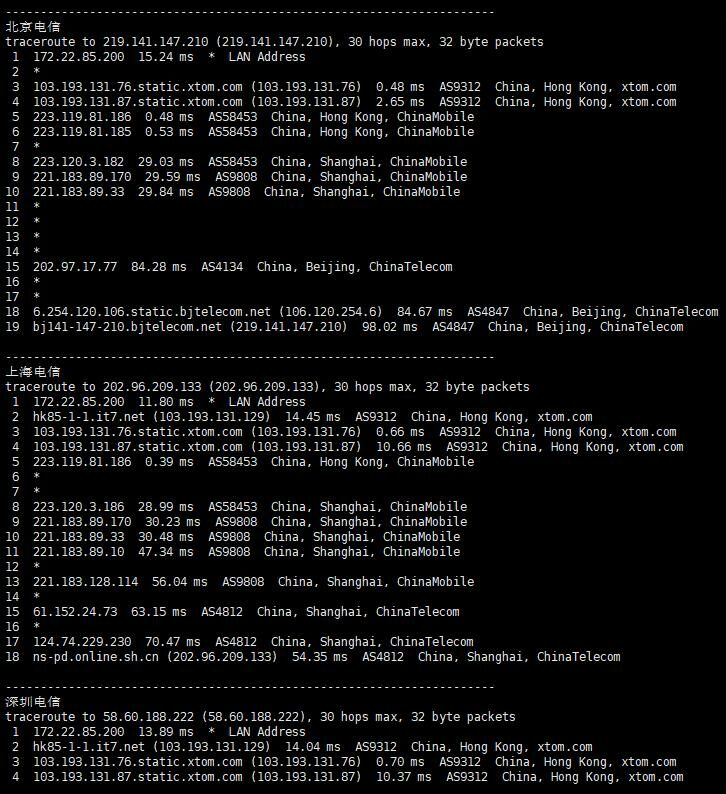 ----------------------------------------------------------------------
北京电信
traceroute to 219.141.147.210 (219.141.147.210), 30 hops max, 32 byte packets
 1  172.22.85.200  15.24 ms  *  LAN Address
 2  *
 3  103.193.131.76.static.xtom.com (103.193.131.76)  0.48 ms  AS9312  China, Hong Kong, xtom.com
 4  103.193.131.87.static.xtom.com (103.193.131.87)  2.65 ms  AS9312  China, Hong Kong, xtom.com
 5  223.119.81.186  0.48 ms  AS58453  China, Hong Kong, ChinaMobile
 6  223.119.81.185  0.53 ms  AS58453  China, Hong Kong, ChinaMobile
 7  *
 8  223.120.3.182  29.03 ms  AS58453  China, Shanghai, ChinaMobile
 9  221.183.89.170  29.59 ms  AS9808  China, Shanghai, ChinaMobile
10  221.183.89.33  29.84 ms  AS9808  China, Shanghai, ChinaMobile
11  *
12  *
13  *
14  *
15  202.97.17.77  84.28 ms  AS4134  China, Beijing, ChinaTelecom
16  *
17  *
18  6.254.120.106.static.bjtelecom.net (106.120.254.6)  84.67 ms  AS4847  China, Beijing, ChinaTelecom
19  bj141-147-210.bjtelecom.net (219.141.147.210)  98.02 ms  AS4847  China, Beijing, ChinaTelecom
----------------------------------------------------------------------
上海电信
traceroute to 202.96.209.133 (202.96.209.133), 30 hops max, 32 byte packets
 1  172.22.85.200  11.80 ms  *  LAN Address
 2  hk85-1-1.it7.net (103.193.131.129)  14.45 ms  AS9312  China, Hong Kong, xtom.com
 3  103.193.131.76.static.xtom.com (103.193.131.76)  0.66 ms  AS9312  China, Hong Kong, xtom.com
 4  103.193.131.87.static.xtom.com (103.193.131.87)  10.66 ms  AS9312  China, Hong Kong, xtom.com
 5  223.119.81.186  0.39 ms  AS58453  China, Hong Kong, ChinaMobile
 6  *
 7  *
 8  223.120.3.186  28.99 ms  AS58453  China, Shanghai, ChinaMobile
 9  221.183.89.170  30.23 ms  AS9808  China, Shanghai, ChinaMobile
10  221.183.89.33  30.48 ms  AS9808  China, Shanghai, ChinaMobile
11  221.183.89.10  47.34 ms  AS9808  China, Shanghai, ChinaMobile
12  *
13  221.183.128.114  56.04 ms  AS9808  China, Shanghai, ChinaMobile
14  *
15  61.152.24.73  63.15 ms  AS4812  China, Shanghai, ChinaTelecom
16  *
17  124.74.229.230  70.47 ms  AS4812  China, Shanghai, ChinaTelecom
18  ns-pd.online.sh.cn (202.96.209.133)  54.35 ms  AS4812  China, Shanghai, ChinaTelecom
----------------------------------------------------------------------
深圳电信
traceroute to 58.60.188.222 (58.60.188.222), 30 hops max, 32 byte packets
 1  172.22.85.200  13.89 ms  *  LAN Address
 2  hk85-1-1.it7.net (103.193.131.129)  14.04 ms  AS9312  China, Hong Kong, xtom.com
 3  103.193.131.76.static.xtom.com (103.193.131.76)  0.70 ms  AS9312  China, Hong Kong, xtom.com
 4  103.193.131.87.static.xtom.com (103.193.131.87)  10.37 ms  AS9312  China, Hong Kong, xtom.com